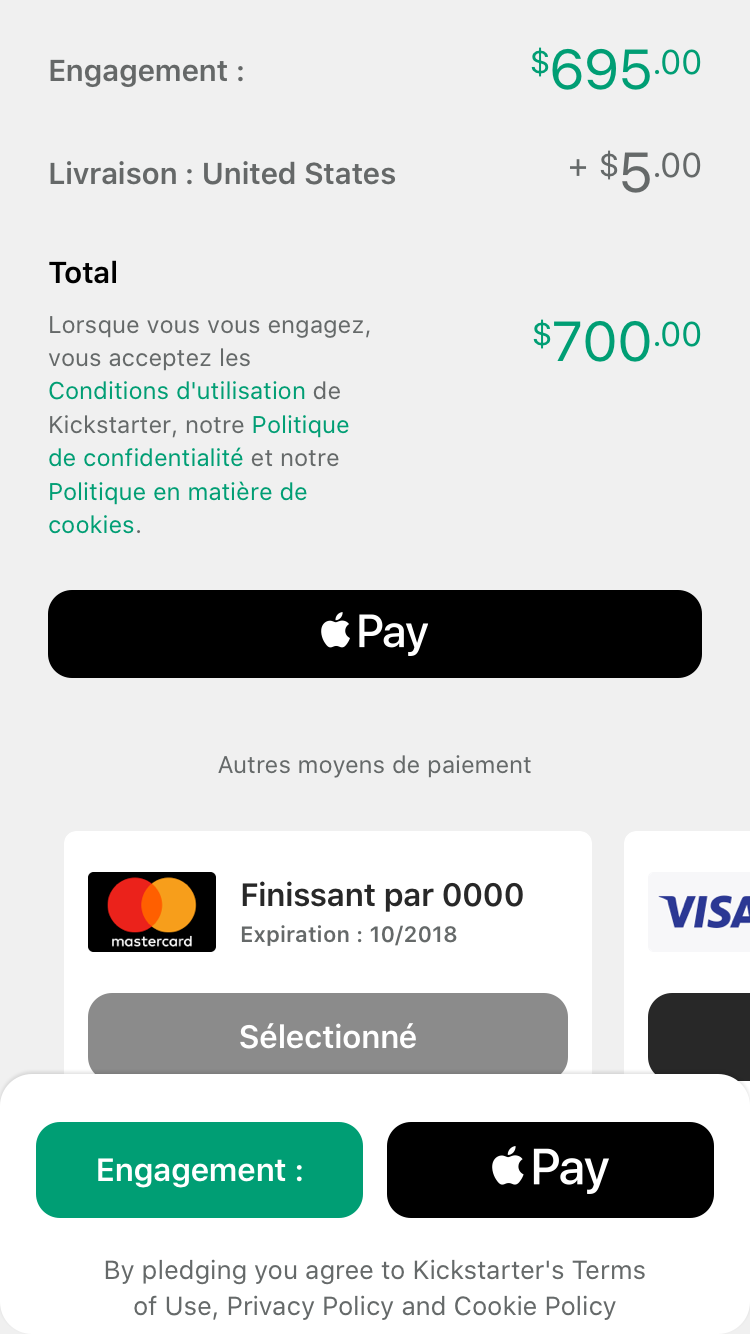 Engagement :
$695.00
Livraison : United States
+ $5.00
Total
Lorsque vous vous engagez,
vous acceptez les
Conditions d'utilisation de
Kickstarter, notre Politique
de confidentialité et notre
Politique en matière de
cookies.
$700.00
Pay
Autres moyens de paiement
mastercard
Finissant par 0000
Expiration : 10/2018
VISA
Sélectionné
Engagement :
Pay
By pledging you agree to Kickstarter's Terms
of Use, Privacy Policy and Cookie Policy